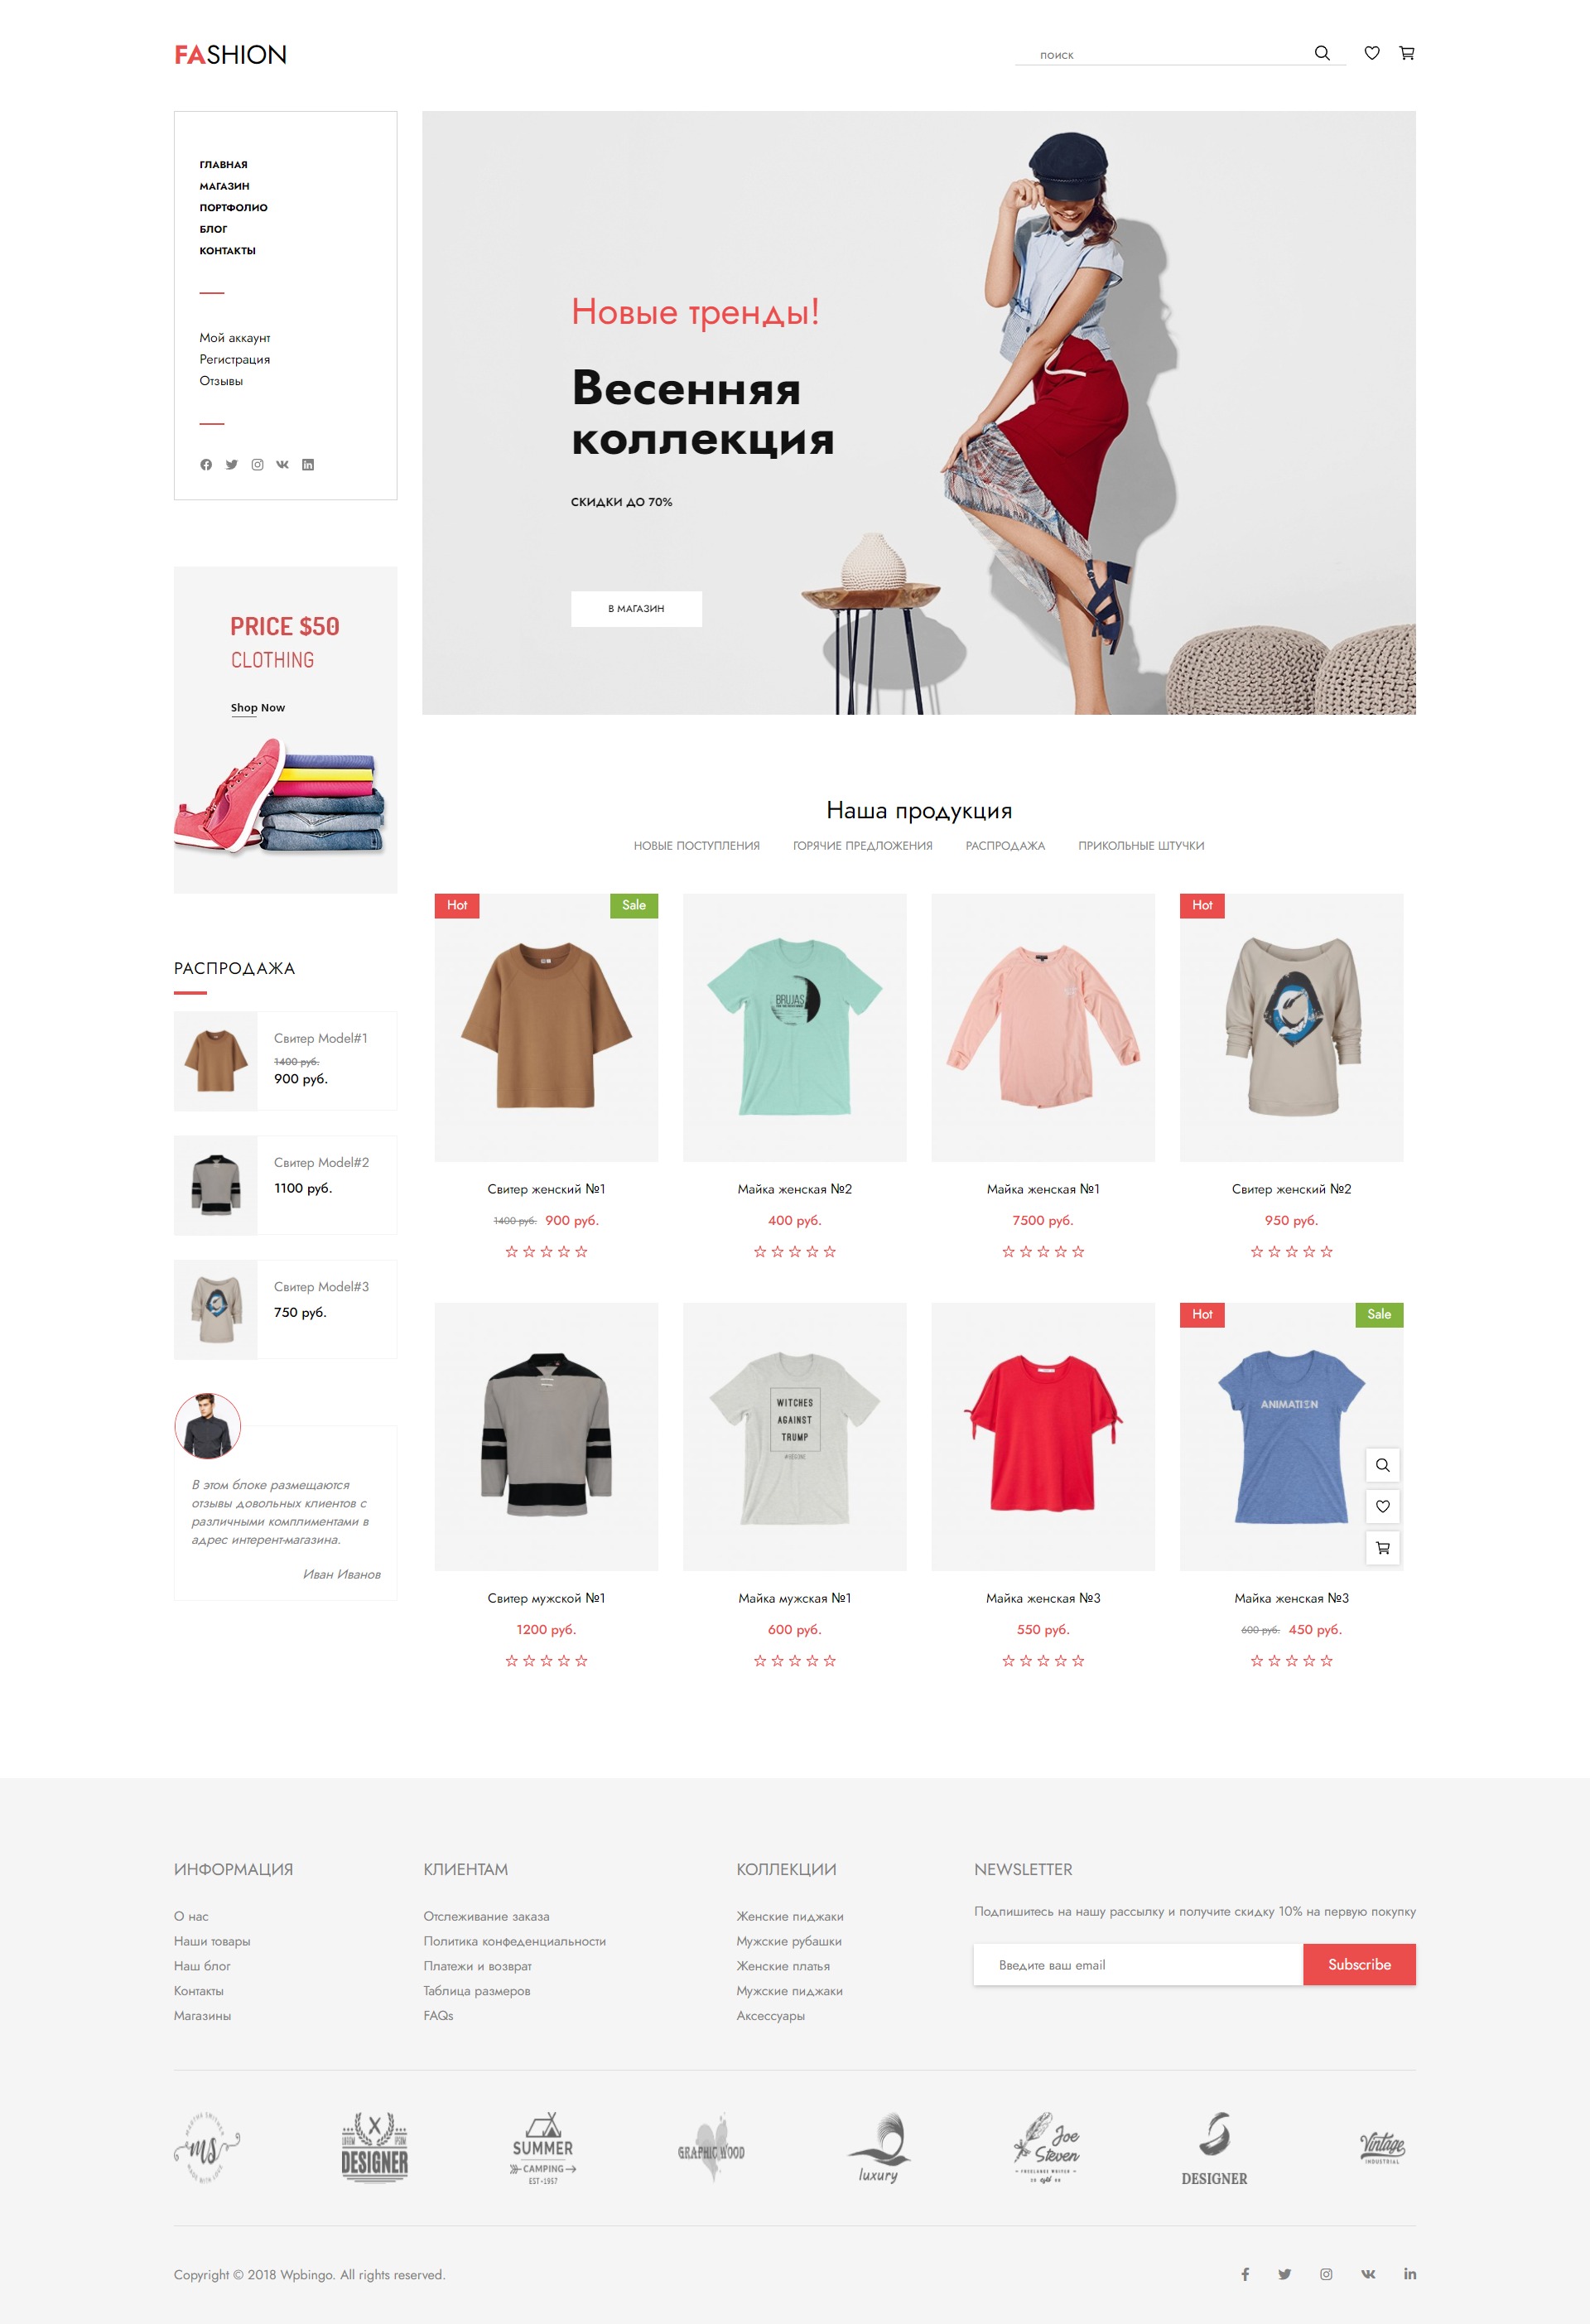 FASHION
поиск
ГЛАВНАЯ
МАГАЗИН
ПОРТФОЛИО
БЛОГ
КОНТАКТЫ
Мой аккаунт
Регистрация
Отзывы
Новые тренды!
Весенняя
коллекция
СКИДКИ ДО 70%
В МАГАЗИН
PRICE $50
CLOTHING
Shop Now
Наша продукция
НОВЫЕ ПОСТУПЛЕНИЯ ГОРЯЧИЕ ПРЕДЛОЖЕНИЯ РАСПРОДАЖА ПРИКОЛЬНЫЕ ШТУЧКИ
РАСПРОДАЖА
Свитер Model#1
1400 руб.
900 руб.
Свитер Model#2
1100 руб.
Свитер Model#3
750 руб.
В этом блоке размещаются
отзывы довольных клиентов с
различными комплиментами в
адрес интерент-магазина.
Иван Иванов
Hot Sale Hot
BRUJAS
Свитер женский №1 Майка женская №2 Майка женская №1 Свитер женский №2
1400 руб. 900 руб. 400 руб. 7500 руб. 950 руб.
Hot Sale
WITCHES
AGAINST
TRUMP
ANIMATION
Свитер мужской №1 Майка мужская №1 Майка женская №3 Майка женская №3
1200 руб. 600 руб. 550 руб. 600 руб. 450 руб.
ИНФОРМАЦИЯ
О нас
Наши товары
Наш блог
Контакты
Магазины
КЛИЕНТАМ
Отслеживание заказа
Политика конфеденциальности
Платежи и возврат
Таблица размеров
FAQs
КОЛЛЕКЦИИ
Женские пиджаки
Мужские рубашки
Женские платья
Мужские пиджаки
Аксессуары
NEWSLETTER
Подпишитесь на нашу рассылку и получите скидку 10% на первую покупку
Введите ваш email
Subscribe
ms
MADE WITH LOVE
DESIGNER
SUMMER
CAMPING
EST-1957
GRAPHIC WOOD
luxury
Joe
Steven
FREELANCE WRITER
DESIGNER
Vintage
INDUSTRIAL
Copyright © 2018 Wpbingo. All rights reserved.